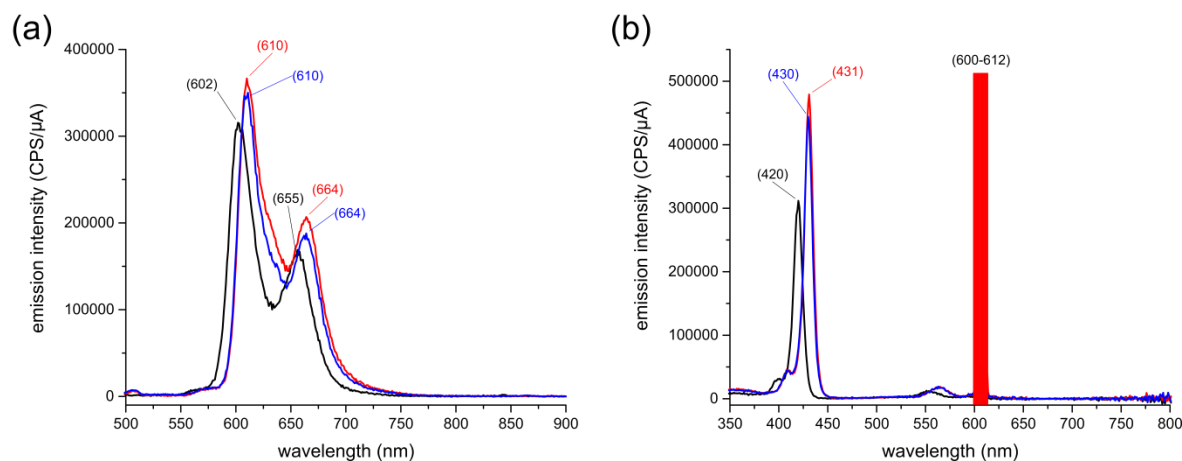 (a)
400000
300000
200000
100000
0
emission intensity (CPS/µA)
(610)
(610)
(602)
(655)
(664)
(664)
500 550 600 650 700 750 800 850 900
wavelength (nm)
(b)
500000
400000
300000
200000
100000
0
emission intensity (CPS/µA)
(600-612)
(430) (431)
(420)
350 400 450 500 550 600 650 700 750 800
wavelength (nm)